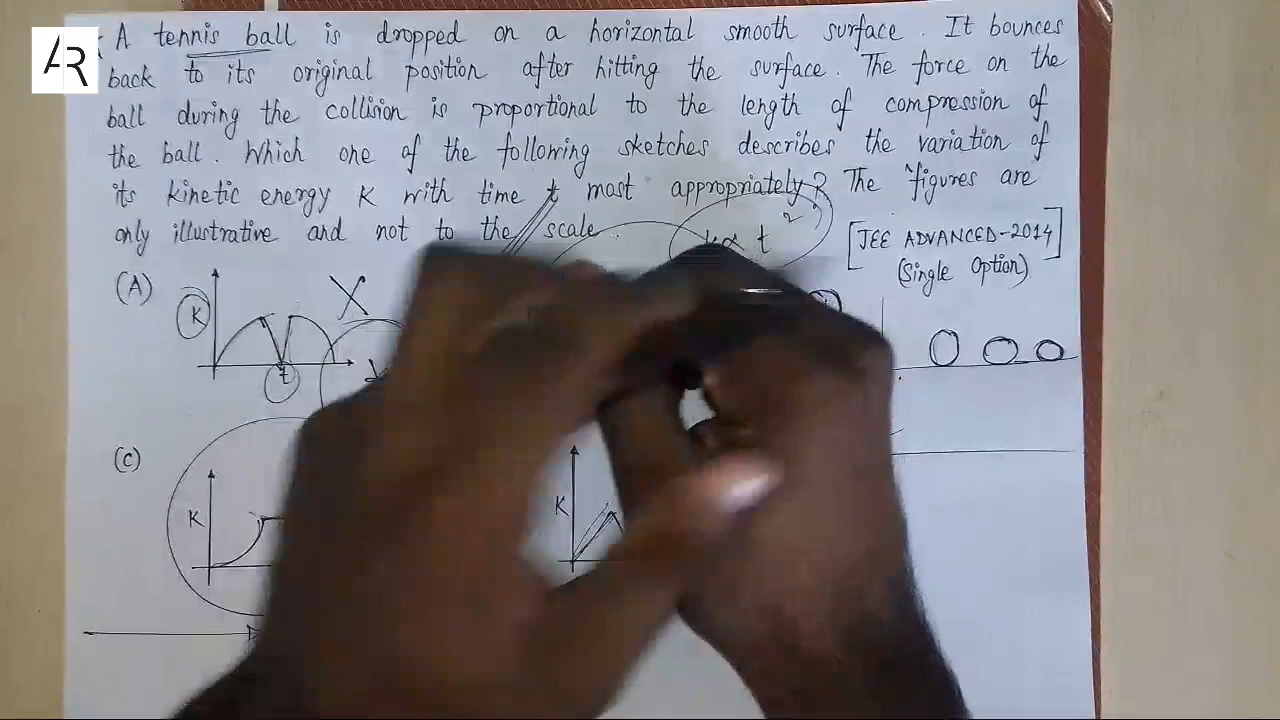 AR
A tennis ball is dropped on a horizontal smooth surface. It bounces
back to its original position after hitting the surface. The force on the
ball during the collision is proportional to the length of compression of
the ball. Which one of the following sketches describes the variation of
its kinetic energy K with time t most appropriately? The figures are
only illustrative and not to the scale.
∝ t²
[JEE ADVANCED-2014]
(Single Option)
(A)
K
t
(C)
K
K